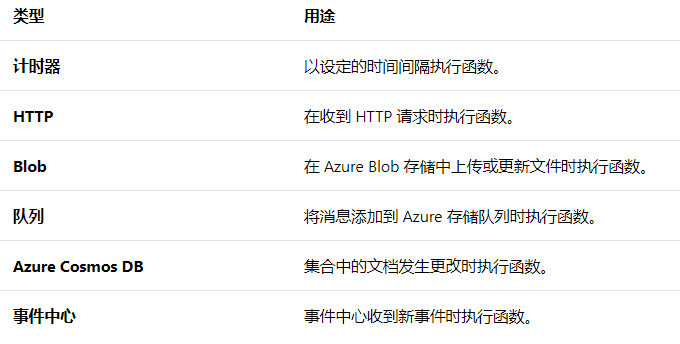 类型 用途
计时器 以设定的时间间隔执行函数。
HTTP 在收到 HTTP 请求时执行函数。
Blob 在 Azure Blob 存储中上传或更新文件时执行函数。
队列 将消息添加到 Azure 存储队列时执行函数。
Azure Cosmos DB 集合中的文档发生更改时执行函数。
事件中心 事件中心收到新事件时执行函数。